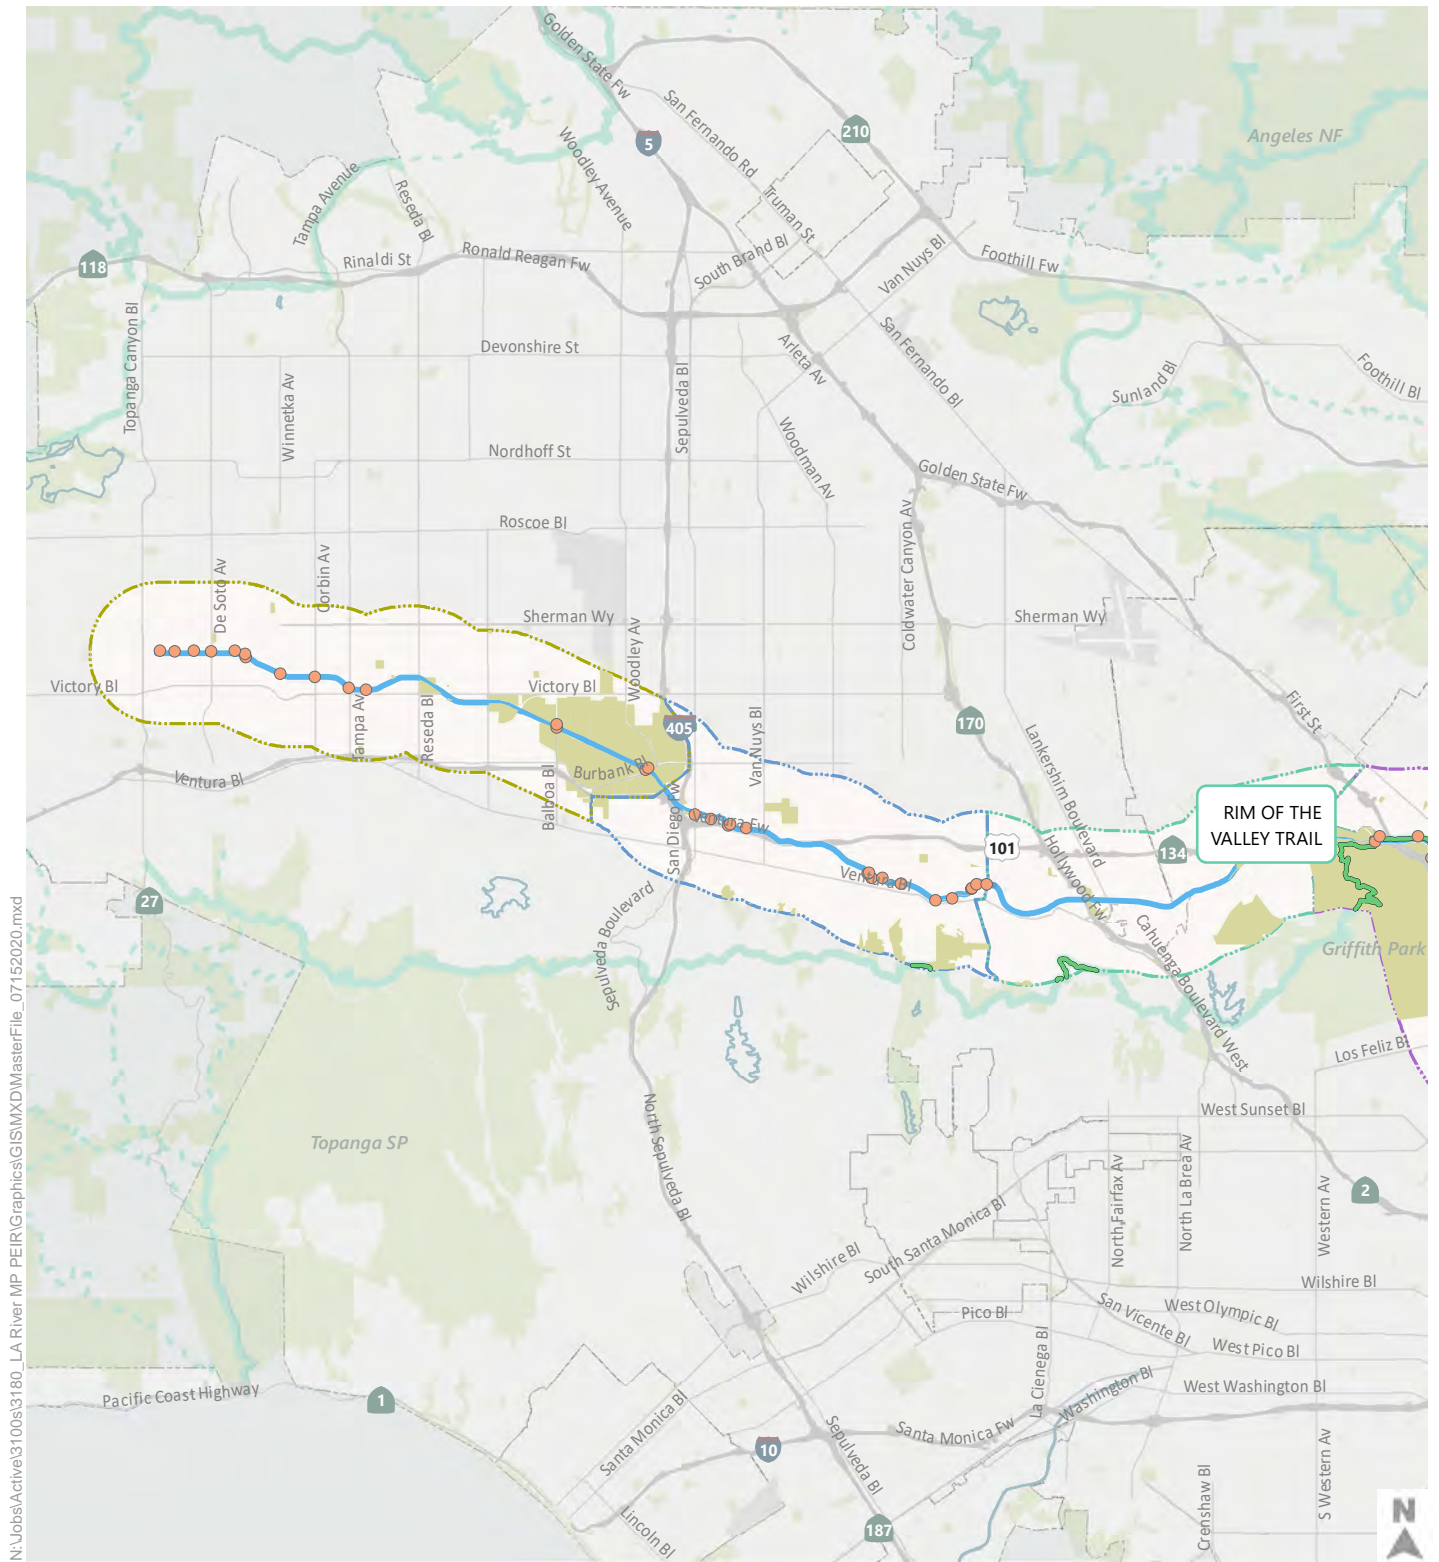 Golden State Fw
San Fernando Rd
210
5
Angeles NF
Woodley Avenue
Tampa Avenue
Reseda Bl
Truman St
118
Rinaldi St
Ronald Reagan Fw
South Brand Bl
Van Nuys Bl
Foothill Fw
Topanga Canyon Bl
Devonshire St
Arleta Av
San Fernando Bl
Sunland Bl
Foothill Bl
Winnetka Av
Sepulveda Bl
Nordhoff St
Woodman Av
Golden State Fw
Roscoe Bl
Coldwater Canyon Av
De Soto Av
Corbin Av
Sherman Wy
Sherman Wy
Woodley Av
Victory Bl
Victory Bl
Tampa Av
Reseda Bl
405
Van Nuys Bl
170
First St
Lankershim Boulevard
Ventura Bl
Burbank Bl
Balboa Bl
San Diego Fw
Ventura Fw
RIM OF THE
VALLEY TRAIL
101
134
Hollywood Fw
Ventura Bl
27
Sepulveda Boulevard
Cahuenga Boulevard West
Griffith Park
Los Feliz Bl
North Sepulveda Bl
West Sunset Bl
Topanga SP
North Fairfax Av
North La Brea Av
Western Av
2
South Santa Monica Bl
Wilshire Bl
Wilshire Bl
Pico Bl
San Vicente Bl
West Olympic Bl
West Pico Bl
La Cienega Bl
Washington Bl
West Washington Bl
Pacific Coast Highway
1
Santa Monica Bl
10
Santa Monica Fw
Sepulveda Bl
Lincoln Bl
187
Crenshaw Bl
S Western Av
N
N:\Jobs\Active\3100s\3180_LA River MP PEIR\Graphics\GIS\MXD\MasterFile_07152020.mxd